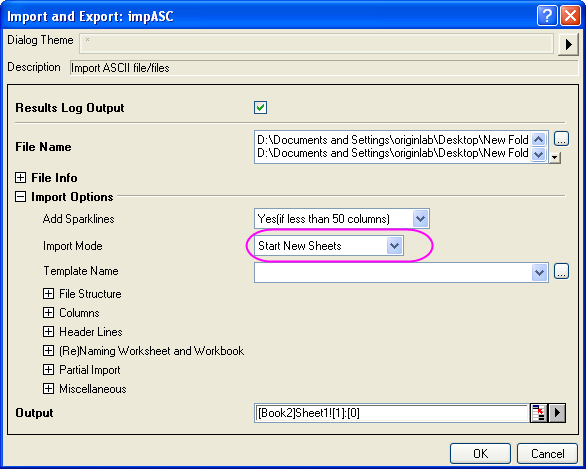 Import and Export: impASC
Dialog Theme *
Description Import ASCII file/files
Results Log Output
File Name D:\Documents and Settings\originlab\Desktop\New Fold
D:\Documents and Settings\originlab\Desktop\New Fold
File Info
Import Options
Add Sparklines Yes(if less than 50 columns)
Import Mode Start New Sheets
Template Name
File Structure
Columns
Header Lines
(Re)Naming Worksheet and Workbook
Partial Import
Miscellaneous
Output [Book2]Sheet1![1]:[0]
OK Cancel